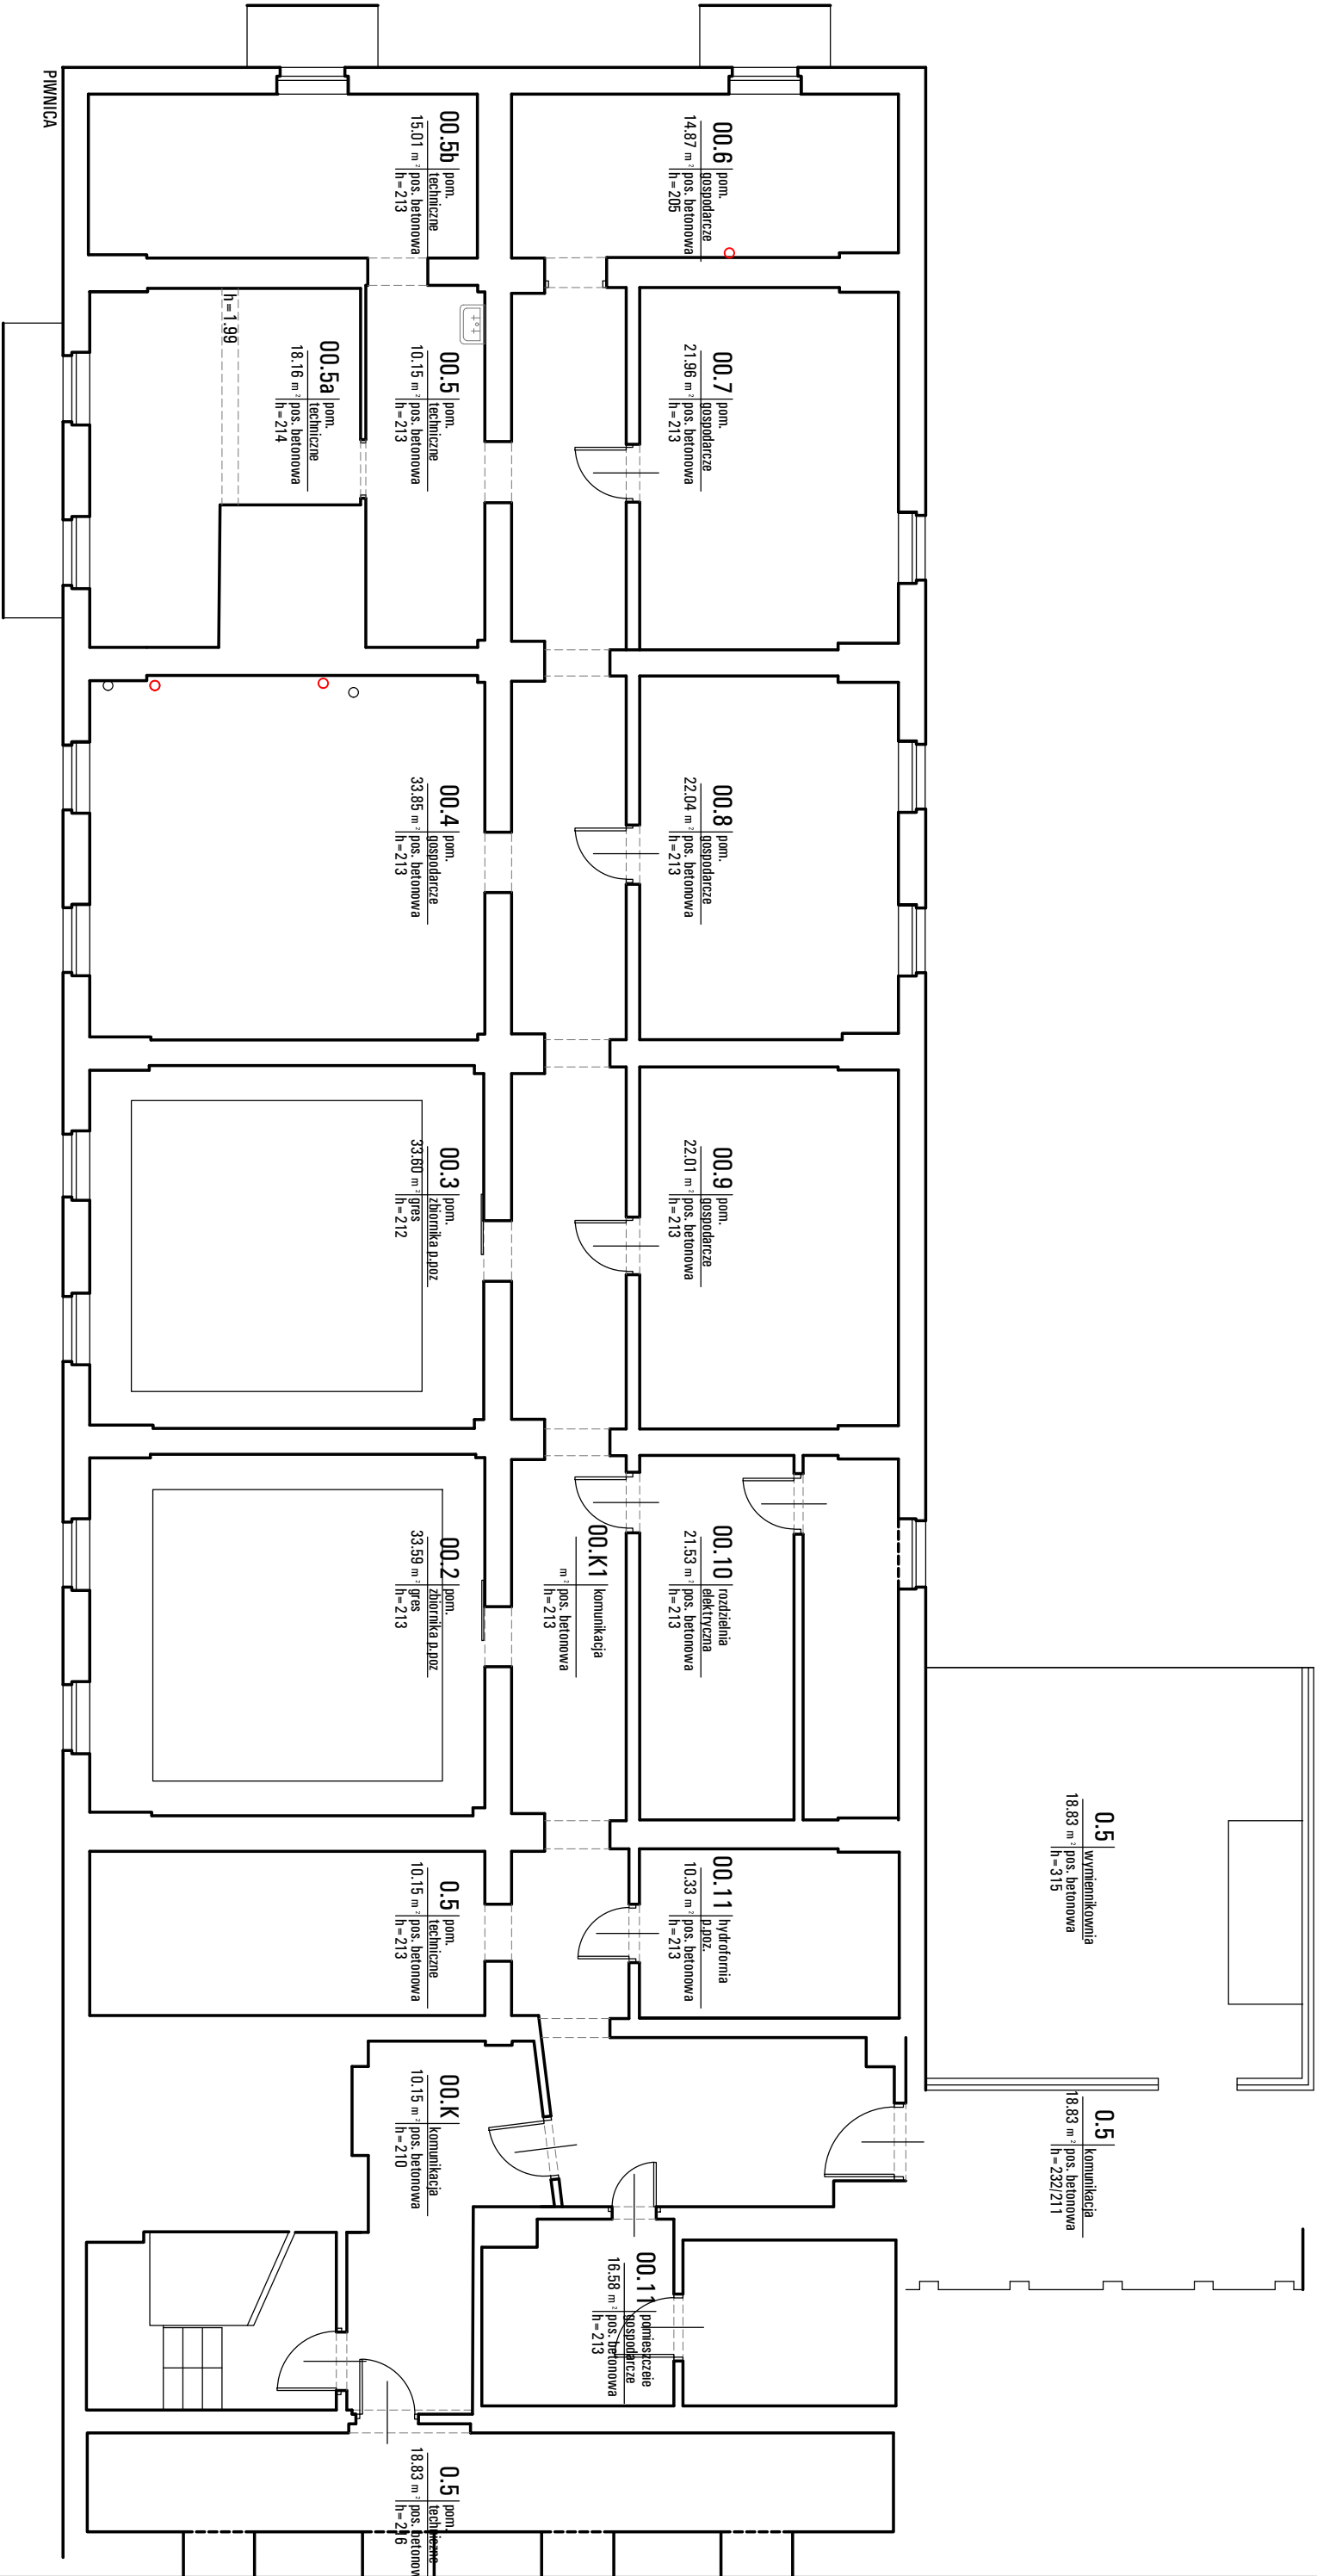 PIWNICA
00.6
pom.
gospodarcze
14.87 m²
pos. betonowa
h=205
00.5b
pom.
techniczne
15.01 m²
pos. betonowa
h=213
00.7
pom.
gospodarcze
21.96 m²
pos. betonowa
h=213
00.5
pom.
techniczne
10.15 m²
pos. betonowa
h=213
00.5a
pom.
techniczne
18.16 m²
pos. betonowa
h=214
h=1.99
00.8
pom.
gospodarcze
22.04 m²
pos. betonowa
h=213
00.4
pom.
gospodarcze
33.85 m²
pos. betonowa
h=213
00.9
pom.
gospodarcze
22.01 m²
pos. betonowa
h=213
00.3
pom.
zbiornika p.poz
33.60 m²
gres
h=212
00.10
rozdzielnia
elektryczna
21.53 m²
pos. betonowa
h=213
00.K1
komunikacja
m²
pos. betonowa
h=213
00.2
pom.
zbiornika p.poz
33.59 m²
gres
h=213
0.5
wymiennikownia
18.83 m²
pos. betonowa
h=315
00.11
hydrofornia
p.poz.
10.33 m²
pos. betonowa
h=213
0.5
pom.
techniczne
10.15 m²
pos. betonowa
h=213
0.5
komunikacja
18.83 m²
pos. betonowa
h=232/211
00.K
komunikacja
10.15 m²
pos. betonowa
h=210
00.11
pomieszczeie
gospodarcze
16.58 m²
pos. betonowa
h=213
0.5
pom.
techniczne
18.83 m²
pos. betonow
h=216